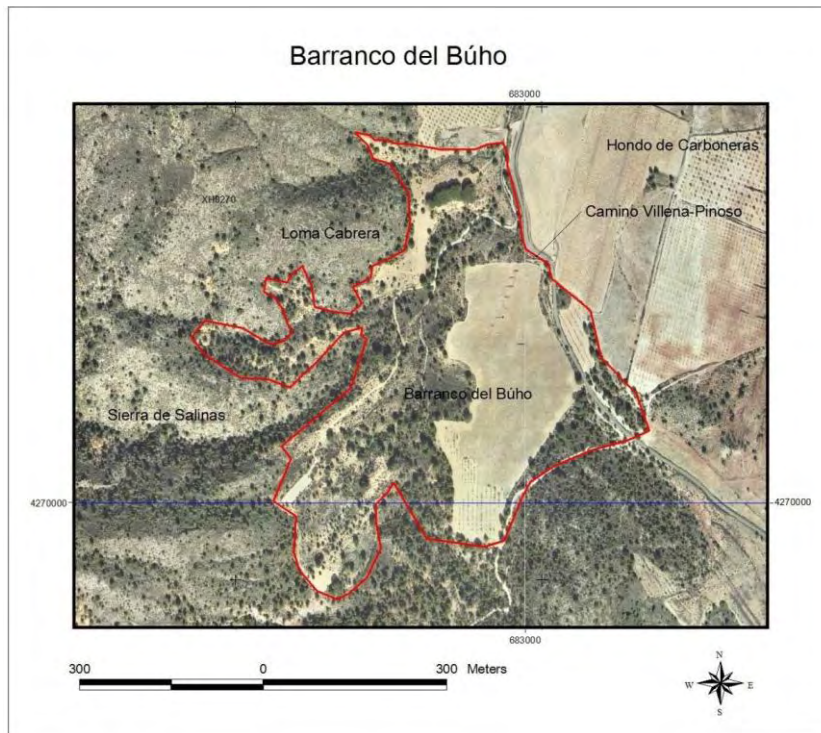 Barranco del Búho
683000
Hondo de Carboneras
XH8270
Camino Villena-Pinoso
Loma Cabrera
Barranco del Búho
Sierra de Salinas
4270000 4270000
683000
300 0 300 Meters
N
W E
S